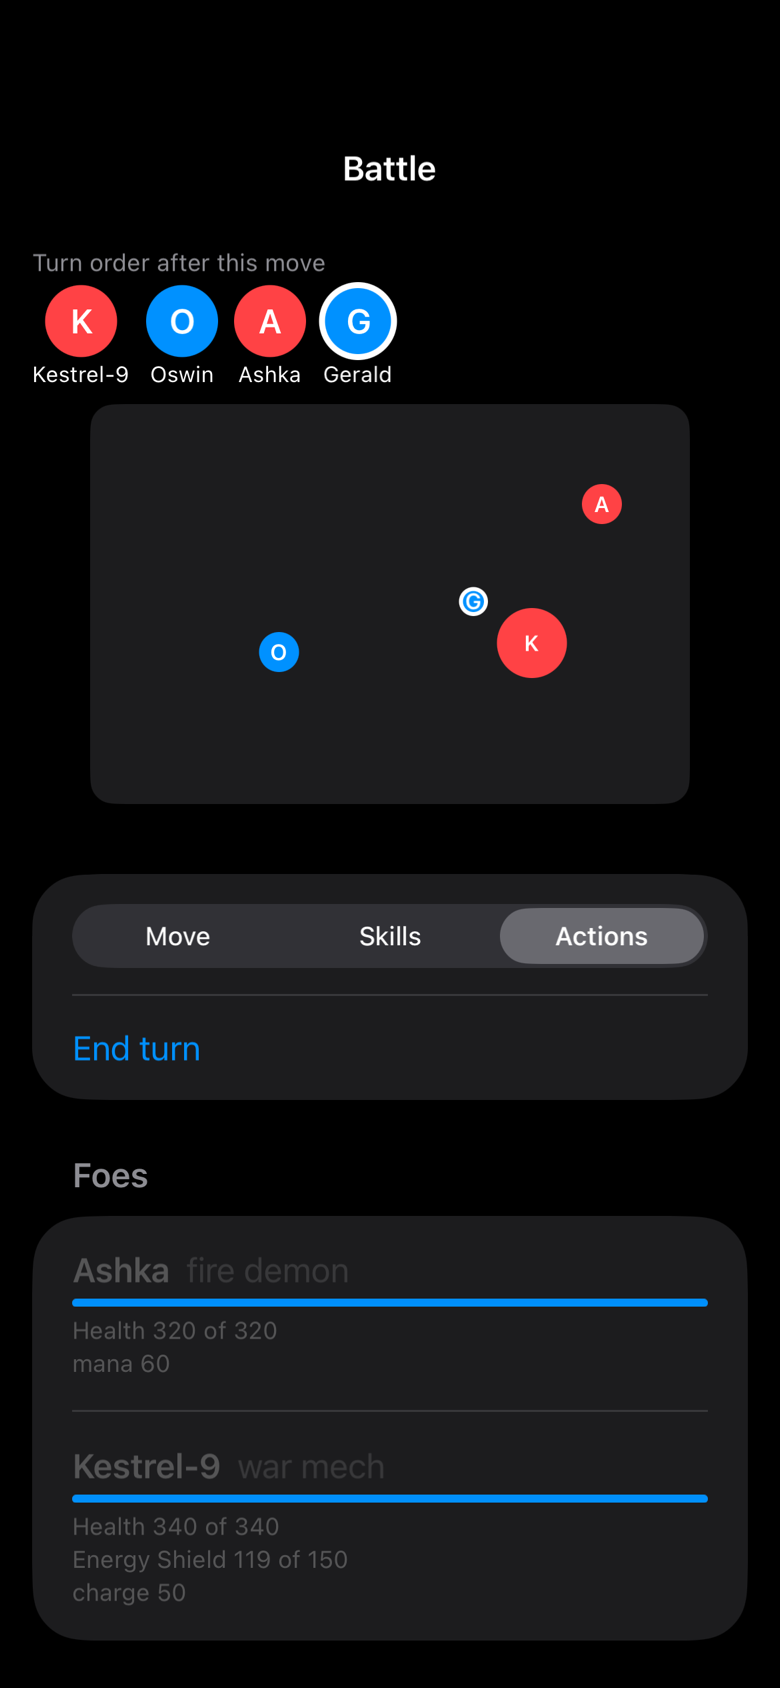 Battle
Turn order after this move
K O A G
Kestrel-9 Oswin Ashka Gerald
A
G
K
O
Move Skills Actions
End turn
Foes
Ashka fire demon
Health 320 of 320
mana 60
Kestrel-9 war mech
Health 340 of 340
Energy Shield 119 of 150
charge 50